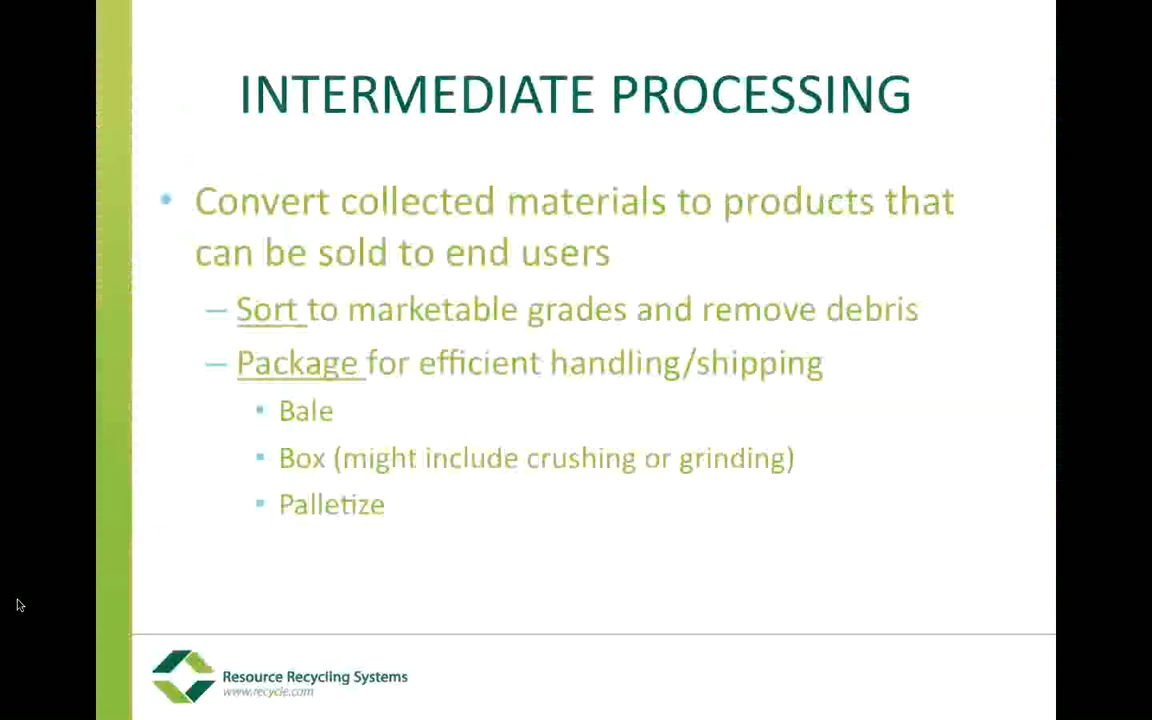 INTERMEDIATE PROCESSING
• Convert collected materials to products that
can be sold to end users
– Sort to marketable grades and remove debris
– Package for efficient handling/shipping
• Bale
• Box (might include crushing or grinding)
• Palletize
Resource Recycling Systems
www.recycle.com